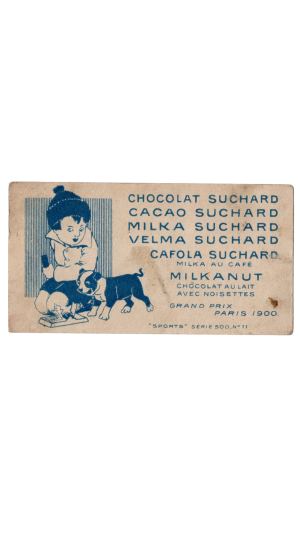 CHOCOLAT SUCHARD
CACAO SUCHARD
MILKA SUCHARD
VELMA SUCHARD
CAFOLA SUCHARD
MILKA AU CAFÉ
MILKANUT
CHOCOLAT AU LAIT
AVEC NOISETTES
GRAND PRIX
PARIS 1900
"SPORTS" SERIE 500, Nº 11